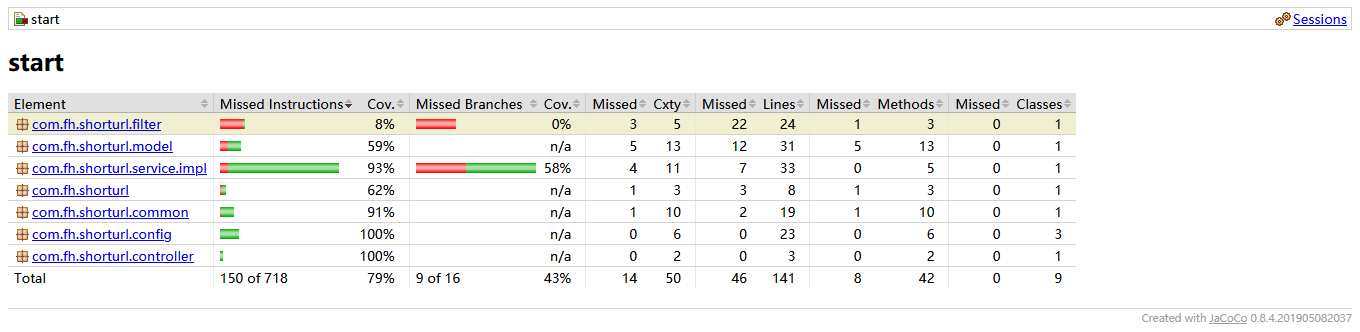 start Sessions
start
Element Missed Instructions Cov. Missed Branches Cov. Missed Cxty Missed Lines Missed Methods Missed Classes
com.fh.shorturl.filter 8% 0% 3 5 22 24 1 3 0 1
com.fh.shorturl.model 59% n/a 5 13 12 31 5 13 0 1
com.fh.shorturl.service.impl 93% 58% 4 11 7 33 0 5 0 1
com.fh.shorturl 62% n/a 1 3 3 8 1 3 0 1
com.fh.shorturl.common 91% n/a 1 10 2 19 1 10 0 1
com.fh.shorturl.config 100% n/a 0 6 0 23 0 6 0 3
com.fh.shorturl.controller 100% n/a 0 2 0 3 0 2 0 1
Total 150 of 718 79% 9 of 16 43% 14 50 46 141 8 42 0 9
Created with JaCoCo 0.8.4.201905082037